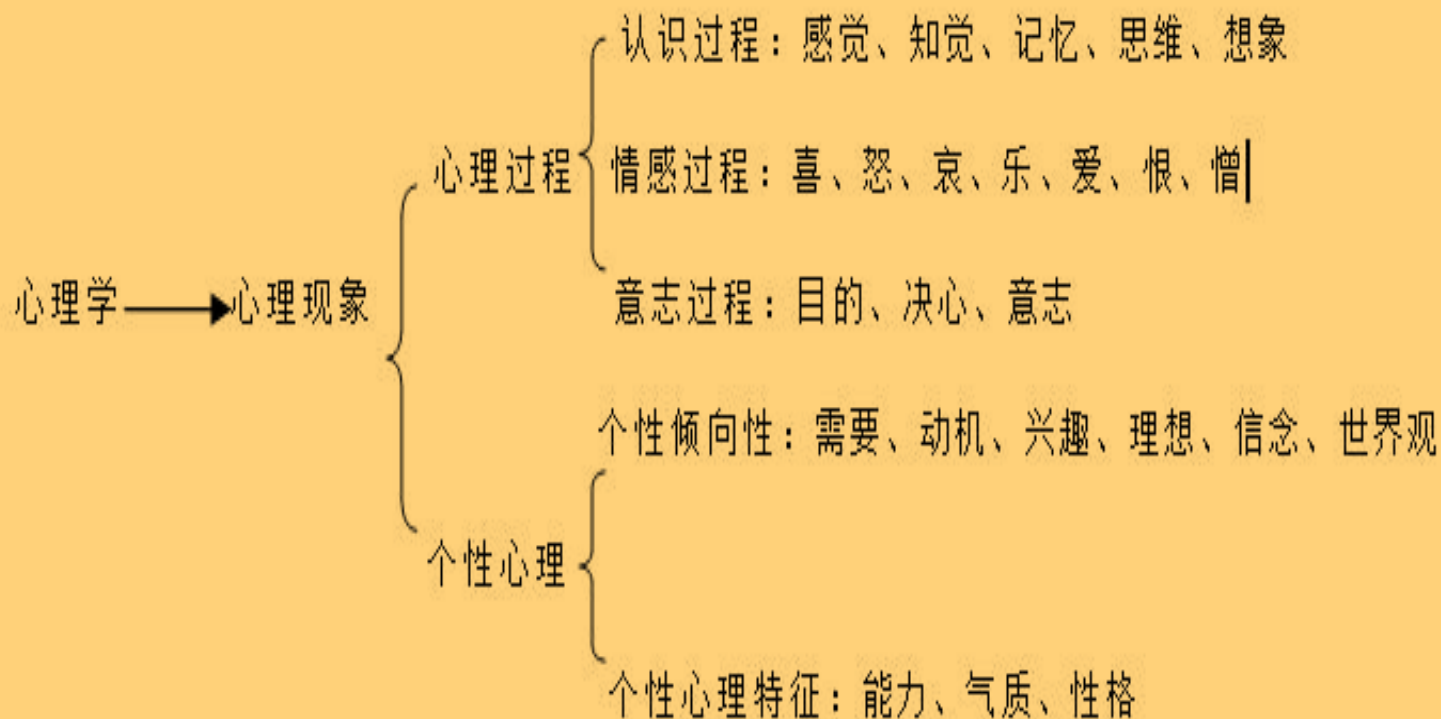 认识过程：感觉、知觉、记忆、思维、想象
心理过程
情感过程：喜、怒、哀、乐、爱、恨、憎
心理学
心理现象
意志过程：目的、决心、意志
个性倾向性：需要、动机、兴趣、理想、信念、世界观
个性心理
个性心理特征：能力、气质、性格